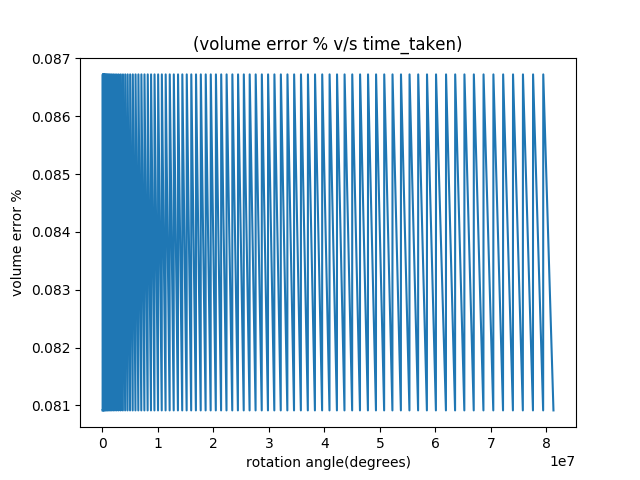 (volume error % v/s time_taken)
volume error %
0.087
0.086
0.085
0.084
0.083
0.082
0.081
0 1 2 3 4 5 6 7 8
1e7
rotation angle(degrees)